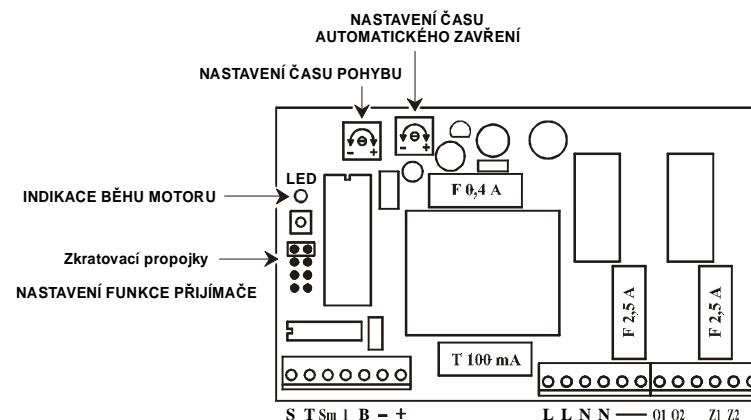 NASTAVENÍ ČASU
AUTOMATICKÉHO ZAVŘENÍ
NASTAVENÍ ČASU POHYBU
- +
- +
LED
INDIKACE BĚHU MOTORU
F 0,4 A
Zkratovací propojky
NASTAVENÍ FUNKCE PŘIJÍMAČE
F 2,5 A
F 2,5 A
T 100 mA
S T Sm 1 B - +
L L N N — O1 O2 Z1 Z2